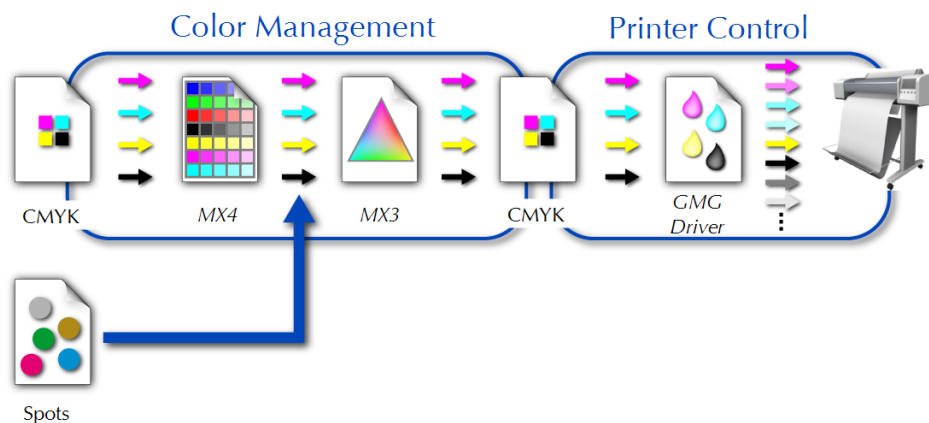 Color Management
Printer Control
CMYK
MX4
MX3
CMYK
GMG
Driver
Spots